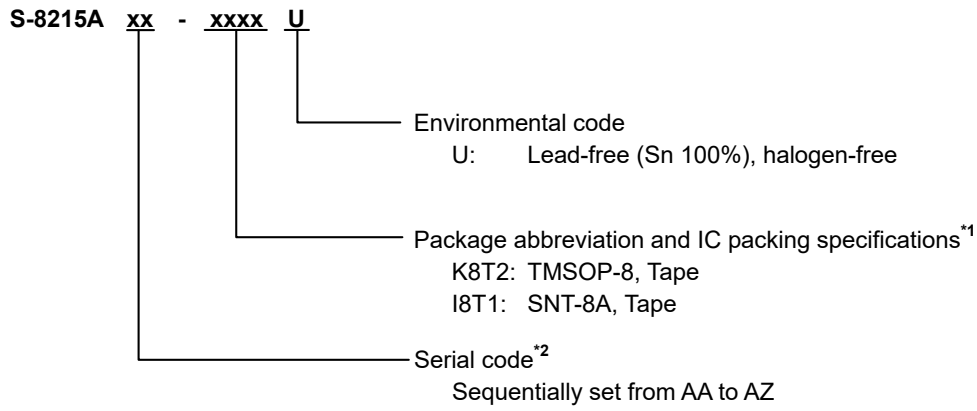 S-8215A xx - xxxx U
Environmental code
U: Lead-free (Sn 100%), halogen-free
Package abbreviation and IC packing specifications*1
K8T2: TMSOP-8, Tape
I8T1: SNT-8A, Tape
Serial code*2
Sequentially set from AA to AZ